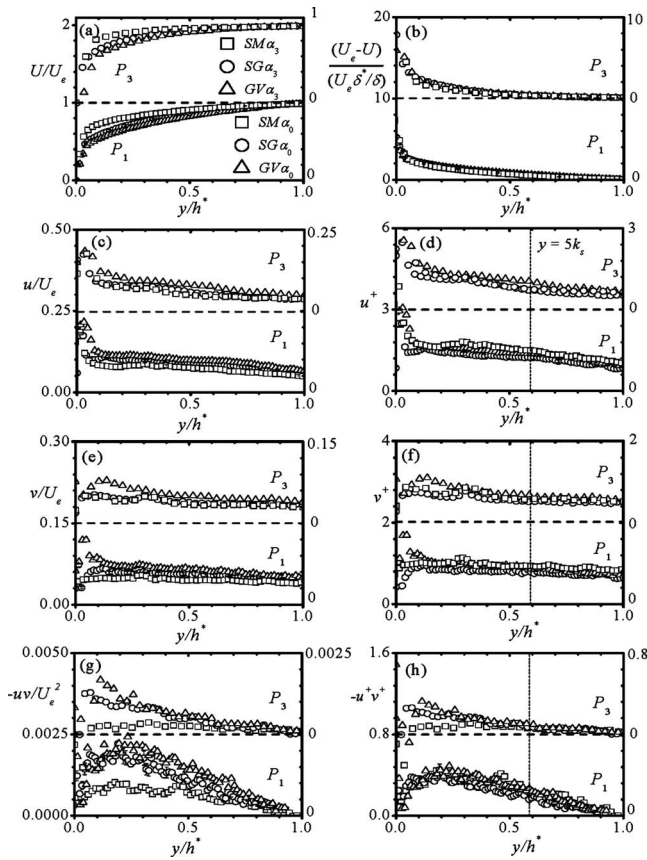 (a)
2
1
0
U/U_e
P_3
P_1
SMα_3
SGα_3
GVα_3
SMα_0
SGα_0
GVα_0
1
0
0
0.0 0.5 1.0
y/h*
(b)
20
10
0
(U_e-U)
(U_eδ*/δ)
P_3
P_1
10
0
0
0.0 0.5 1.0
y/h*
(c)
0.50
0.25
0.00
u/U_e
P_3
P_1
0.25
0
0
0.0 0.5 1.0
y/h*
(d)
6
3
0
u⁺
y = 5k_s
P_3
P_1
3
0
0
0.0 0.5 1.0
y/h*
(e)
0.30
0.15
0.00
v/U_e
P_3
P_1
0.15
0
0
0.0 0.5 1.0
y/h*
(f)
4
2
0
v⁺
P_3
P_1
2
0
0
0.0 0.5 1.0
y/h*
(g)
0.0050
0.0025
0.0000
-uv/U_e²
P_3
P_1
0.0025
0
0
0.0 0.5 1.0
y/h*
(h)
1.6
0.8
0.0
-u⁺v⁺
P_3
P_1
0.8
0
0
0.0 0.5 1.0
y/h*